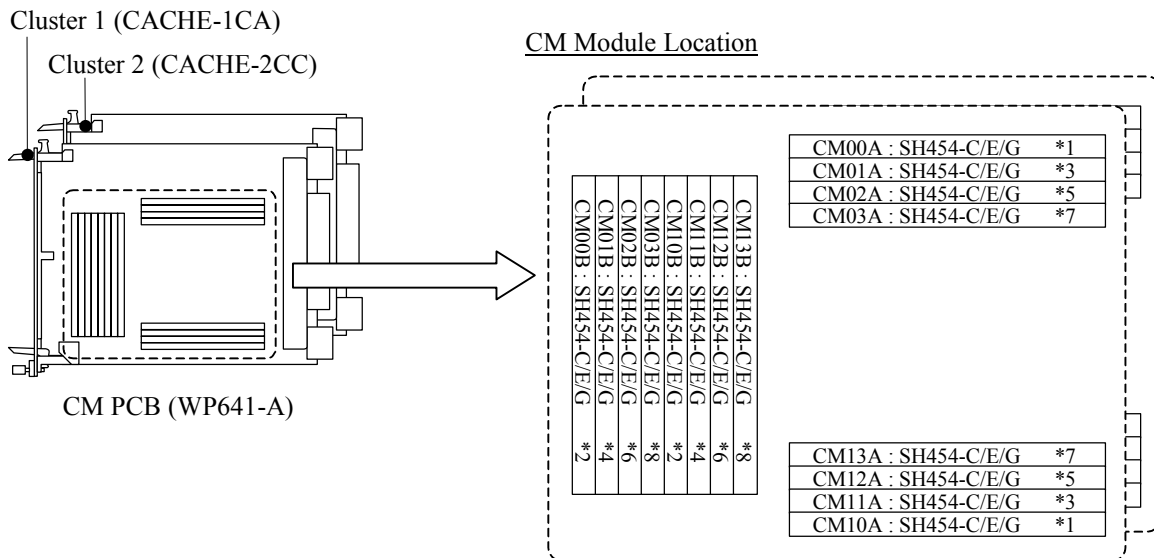 Cluster 1 (CACHE-1CA)
Cluster 2 (CACHE-2CC)
CM PCB (WP641-A)
CM Module Location
CM00B : SH454-C/E/G *2
CM01B : SH454-C/E/G *4
CM02B : SH454-C/E/G *6
CM03B : SH454-C/E/G *8
CM10B : SH454-C/E/G *2
CM11B : SH454-C/E/G *4
CM12B : SH454-C/E/G *6
CM13B : SH454-C/E/G *8
CM00A : SH454-C/E/G *1
CM01A : SH454-C/E/G *3
CM02A : SH454-C/E/G *5
CM03A : SH454-C/E/G *7
CM13A : SH454-C/E/G *7
CM12A : SH454-C/E/G *5
CM11A : SH454-C/E/G *3
CM10A : SH454-C/E/G *1